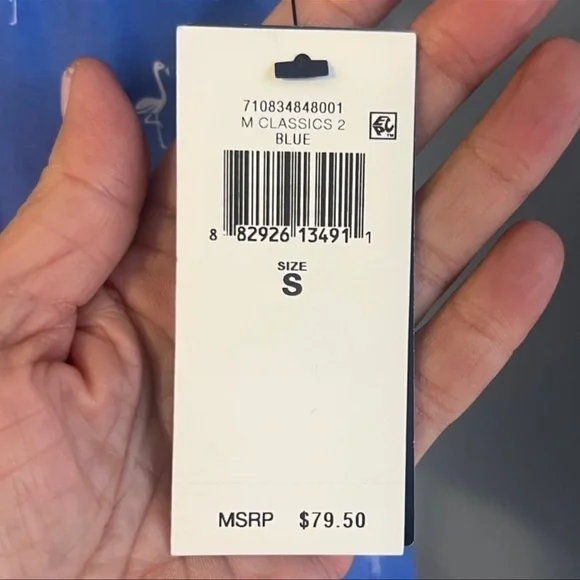 710834848001
M CLASSICS 2
BLUE
8 82926 13491 1
SIZE
S
MSRP $79.50